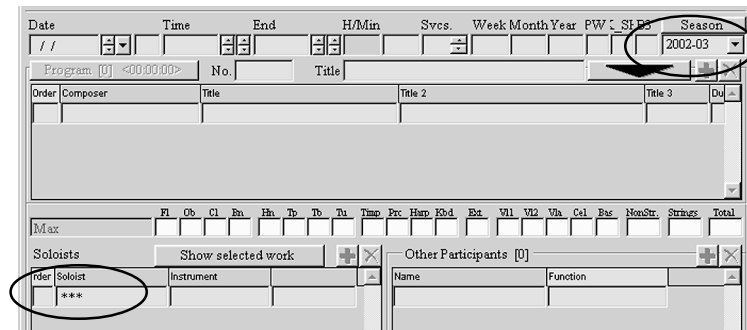 Date Time End H/Min Svcs. Week Month Year PW Season
/ / 2002-03
Program [0] <00:00:00> No. Title
Order Composer Title Title 2 Title 3 Du
Fl Ob Cl Bn Hn Tp Tb Tu Timp Prc Harp Kbd Ext Vl1 Vl2 Vla Cel Bas NonStr. Strings Total
Max
Soloists Show selected work Other Participants [0]
rder Soloist Instrument Name Function
***